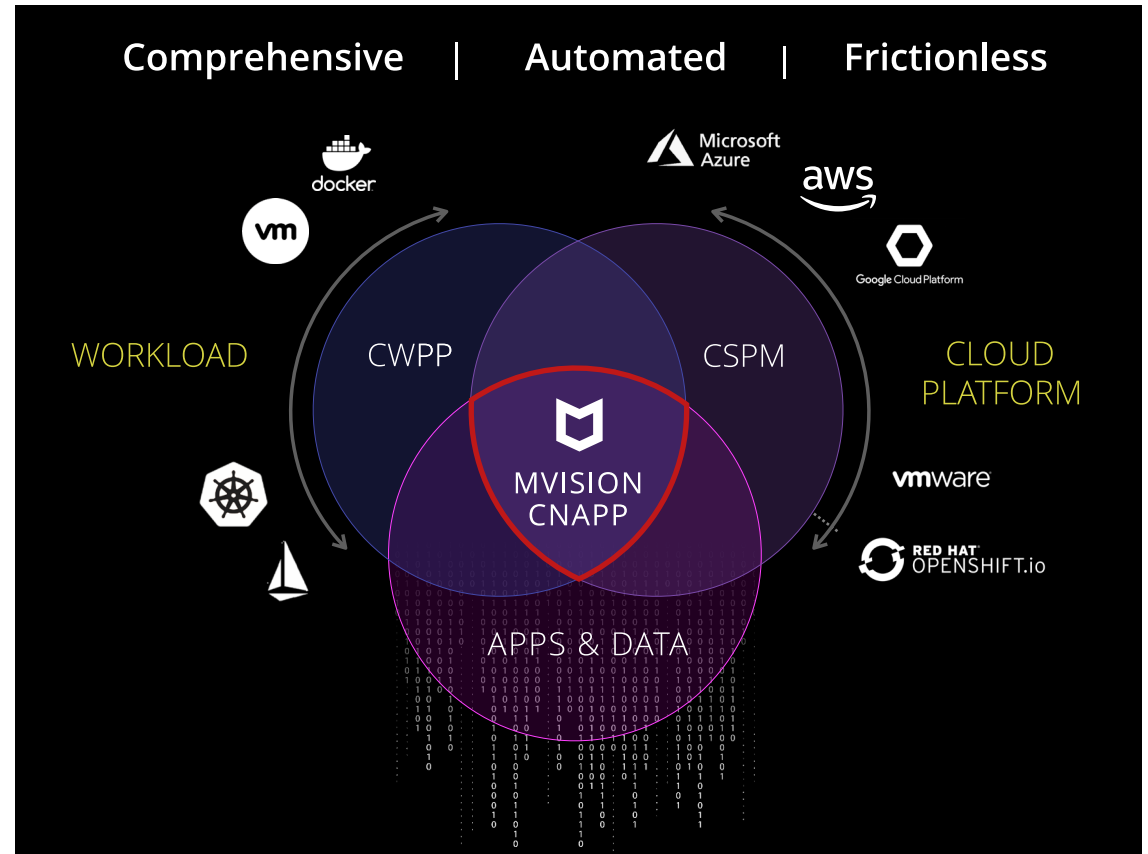 Comprehensive | Automated | Frictionless
docker
vm
Microsoft
Azure
aws
Google Cloud Platform
WORKLOAD
CWPP
CSPM
CLOUD
PLATFORM
MVISION
CNAPP
vmware
RED HAT
OPENSHIFT.io
APPS & DATA